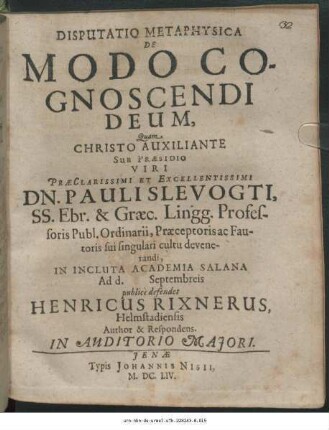 DISPUTATIO METAPHYSICA
DE
MODO CO-
GNOSCENDI
DEUM,
Quam
CHRISTO AUXILIANTE
SUB PRÆSIDIO
VIRI
PRÆCLARISSIMI ET EXCELLENTISSIMI
DN. PAULI SLEVOGTI,
SS. Ebr. & Græc. Lingg. Profes-
soris Publ. Ordinarii, Præceptoris ac Fau-
toris sui singulari cultu devene-
randi,
IN INCLUTA ACADEMIA SALANA
Ad d. Septembreis
publicè defendet
HENRICUS RIXNERUS,
Helmstadiensis
Author & Respondens.
IN AUDITORIO MAJORI.
JENÆ
Typis JOHANNIS NISII,
M. DC. LIV.